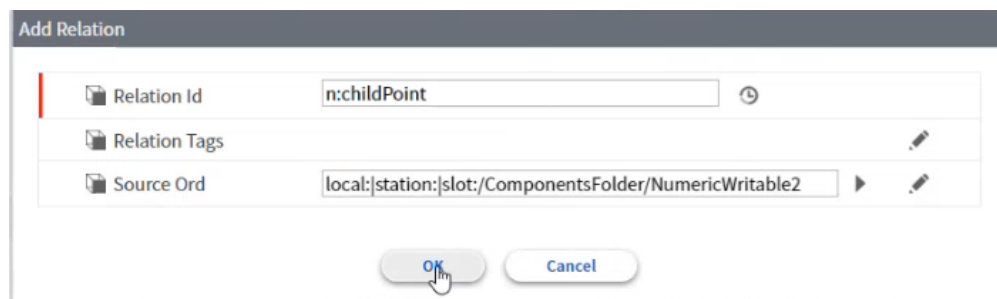 Add Relation
Relation Id n:childPoint
Relation Tags
Source Ord local:|station:|slot:/ComponentsFolder/NumericWritable2
OK Cancel